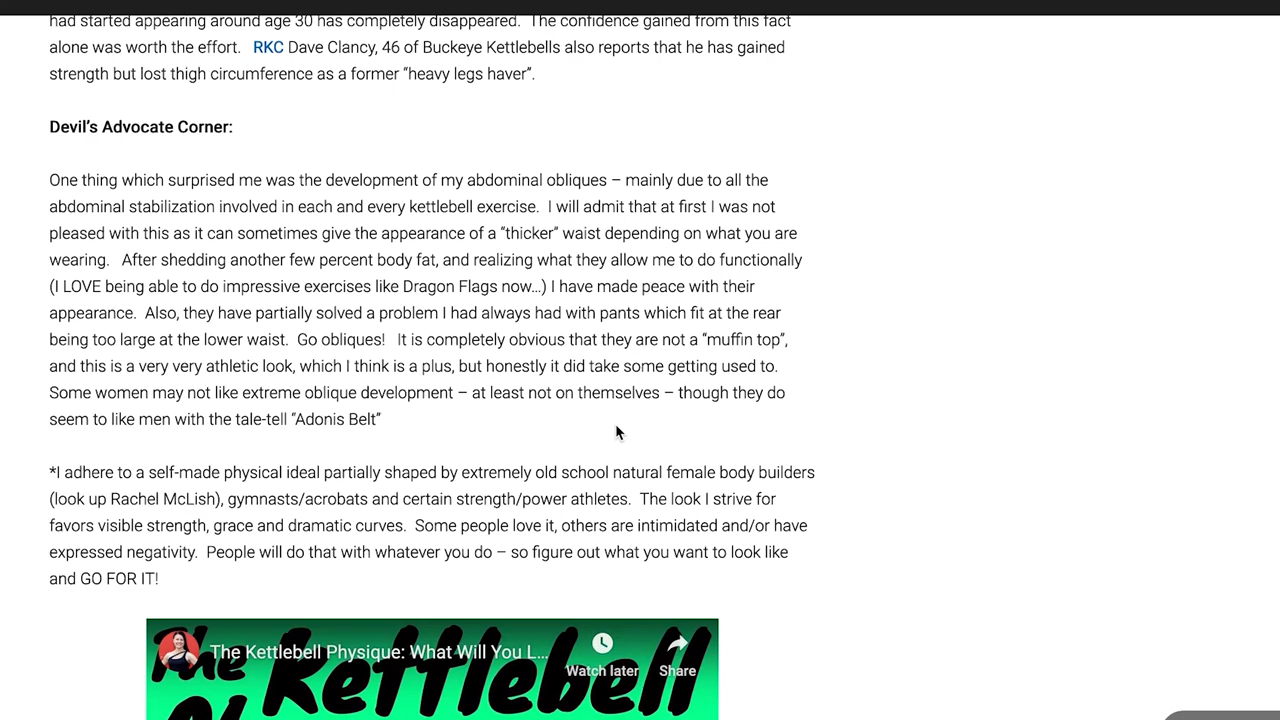 had started appearing around age 30 has completely disappeared.  The confidence gained from this fact
alone was worth the effort.   RKC Dave Clancy, 46 of Buckeye Kettlebells also reports that he has gained
strength but lost thigh circumference as a former “heavy legs haver”.
Devil’s Advocate Corner:
One thing which surprised me was the development of my abdominal obliques – mainly due to all the
abdominal stabilization involved in each and every kettlebell exercise.  I will admit that at first I was not
pleased with this as it can sometimes give the appearance of a “thicker” waist depending on what you are
wearing.   After shedding another few percent body fat, and realizing what they allow me to do functionally
(I LOVE being able to do impressive exercises like Dragon Flags now…) I have made peace with their
appearance.  Also, they have partially solved a problem I had always had with pants which fit at the rear
being too large at the lower waist.  Go obliques!   It is completely obvious that they are not a “muffin top”,
and this is a very very athletic look, which I think is a plus, but honestly it did take some getting used to.
Some women may not like extreme oblique development – at least not on themselves – though they do
seem to like men with the tale-tell “Adonis Belt”
*I adhere to a self-made physical ideal partially shaped by extremely old school natural female body builders
(look up Rachel McLish), gymnasts/acrobats and certain strength/power athletes.  The look I strive for
favors visible strength, grace and dramatic curves.  Some people love it, others are intimidated and/or have
expressed negativity.  People will do that with whatever you do – so figure out what you want to look like
and GO FOR IT!
The Kettlebell Physique: What Will You L...
Watch later
Share
The Kettlebell